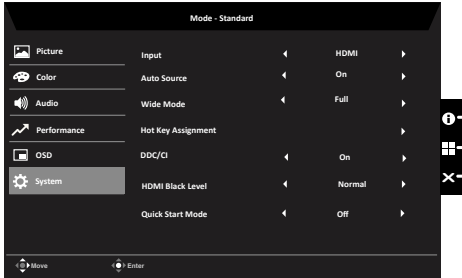 Mode - Standard
Picture
Color
Audio
Performance
OSD
System
Input HDMI
Auto Source On
Wide Mode Full
Hot Key Assignment
DDC/CI On
HDMI Black Level Normal
Quick Start Mode Off
Move Enter